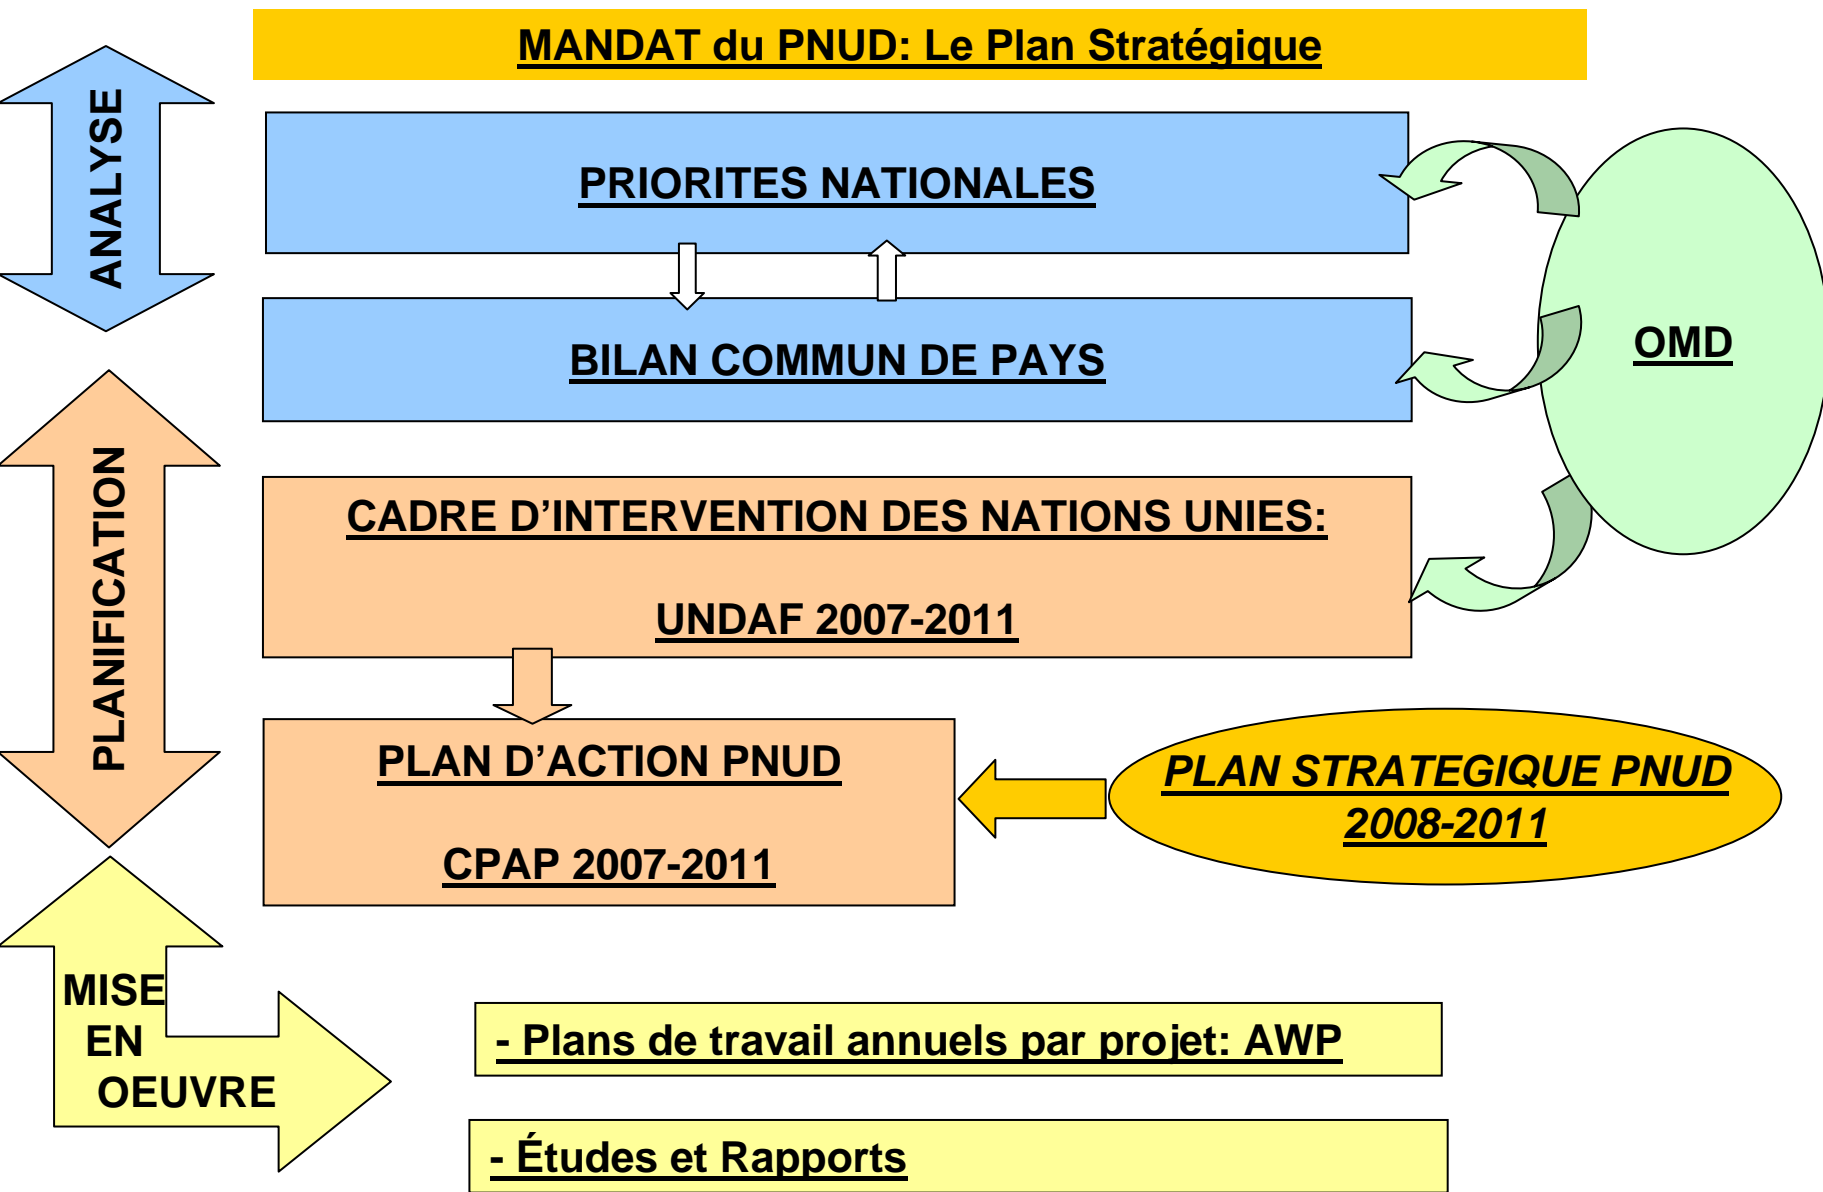 MANDAT du PNUD: Le Plan Stratégique
ANALYSE
PRIORITES NATIONALES
BILAN COMMUN DE PAYS
OMD
PLANIFICATION
CADRE D’INTERVENTION DES NATIONS UNIES:
UNDAF 2007-2011
PLAN D’ACTION PNUD
CPAP 2007-2011
PLAN STRATEGIQUE PNUD
2008-2011
MISE
EN
OEUVRE
- Plans de travail annuels par projet: AWP
- Études et Rapports